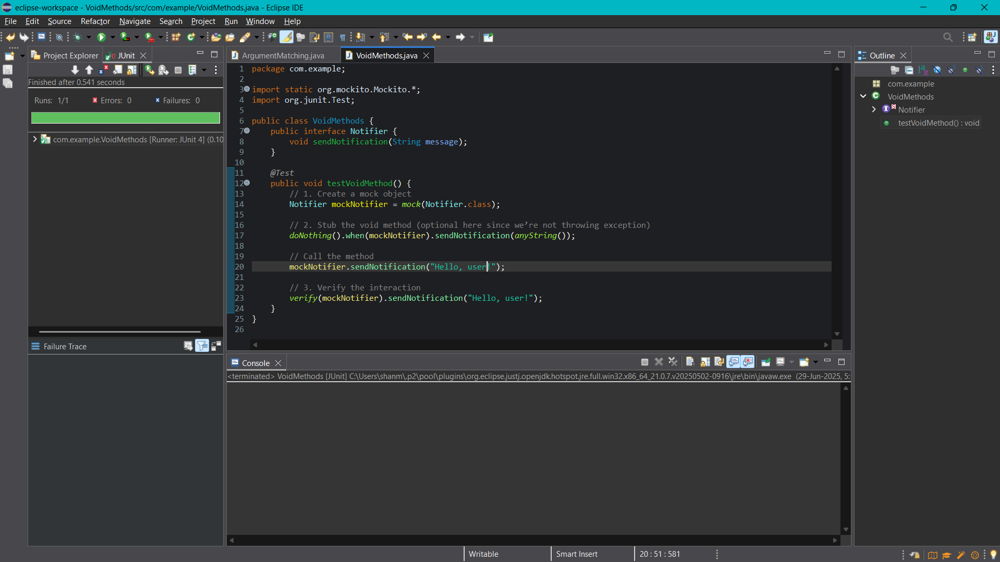 eclipse-workspace - VoidMethods/src/com/example/VoidMethods.java - Eclipse IDE
File Edit Source Refactor Navigate Search Project Run Window Help
Project Explorer
JUnit
Finished after 0.541 seconds
Runs: 1/1 Errors: 0 Failures: 0
com.example.VoidMethods [Runner: JUnit 4] (0.10
Failure Trace
ArgumentMatching.java
VoidMethods.java
1 package com.example;
2
3 import static org.mockito.Mockito.*;
4 import org.junit.Test;
5
6 public class VoidMethods {
7     public interface Notifier {
8         void sendNotification(String message);
9     }
10
11     @Test
12     public void testVoidMethod() {
13         // 1. Create a mock object
14         Notifier mockNotifier = mock(Notifier.class);
15
16         // 2. Stub the void method (optional here since we’re not throwing exception)
17         doNothing().when(mockNotifier).sendNotification(anyString());
18
19         // Call the method
20         mockNotifier.sendNotification("Hello, user!");
21
22         // 3. Verify the interaction
23         verify(mockNotifier).sendNotification("Hello, user!");
24     }
25 }
26
Console
<terminated> VoidMethods [JUnit] C:\Users\shanm\.p2\pool\plugins\org.eclipse.justj.openjdk.hotspot.jre.full.win32.x86_64_21.0.7.v20250502-0916\jre\bin\javaw.exe (29-Jun-2025, 5:
Outline
com.example
VoidMethods
Notifier
testVoidMethod() : void
Writable
Smart Insert
20 : 51 : 581